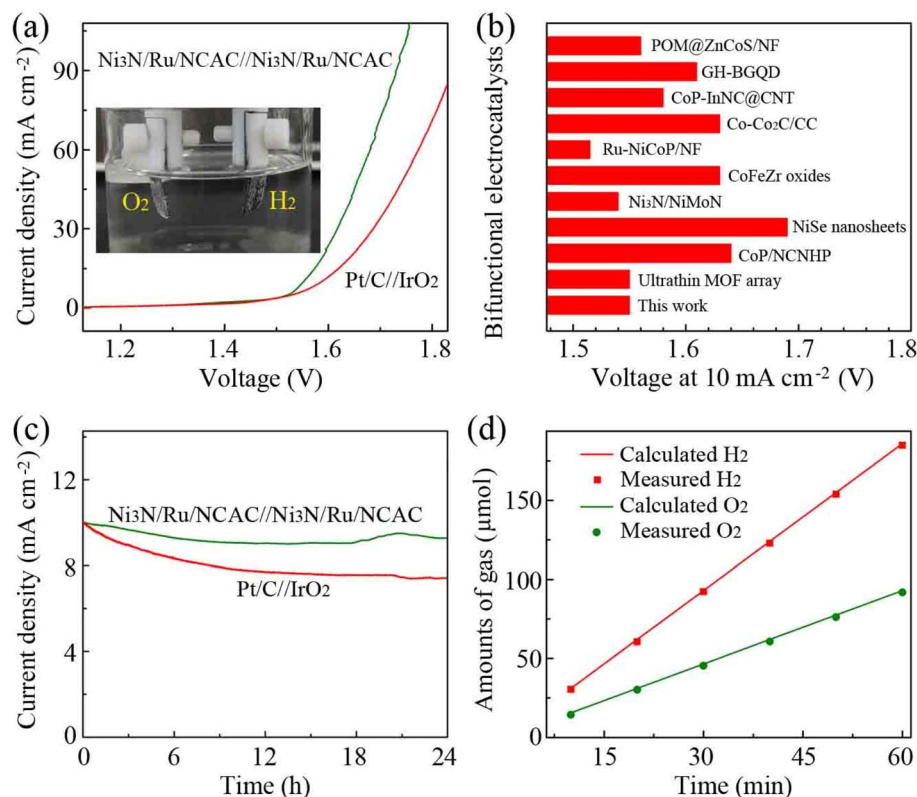 (a)
Current density (mA cm⁻²)
90
60
30
0
Ni₃N/Ru/NCAC//Ni₃N/Ru/NCAC
O₂
H₂
Pt/C//IrO₂
1.2 1.4 1.6 1.8
Voltage (V)
(b)
Bifunctional electrocatalysts
POM@ZnCoS/NF
GH-BGQD
CoP-InNC@CNT
Co-Co₂C/CC
Ru-NiCoP/NF
CoFeZr oxides
Ni₃N/NiMoN
NiSe nanosheets
CoP/NCNHP
Ultrathin MOF array
This work
1.5 1.6 1.7 1.8
Voltage at 10 mA cm⁻² (V)
(c)
Current density (mA cm⁻²)
12
8
4
0
Ni₃N/Ru/NCAC//Ni₃N/Ru/NCAC
Pt/C//IrO₂
0 6 12 18 24
Time (h)
(d)
Amounts of gas (μmol)
150
100
50
0
Calculated H₂
Measured H₂
Calculated O₂
Measured O₂
15 30 45 60
Time (min)